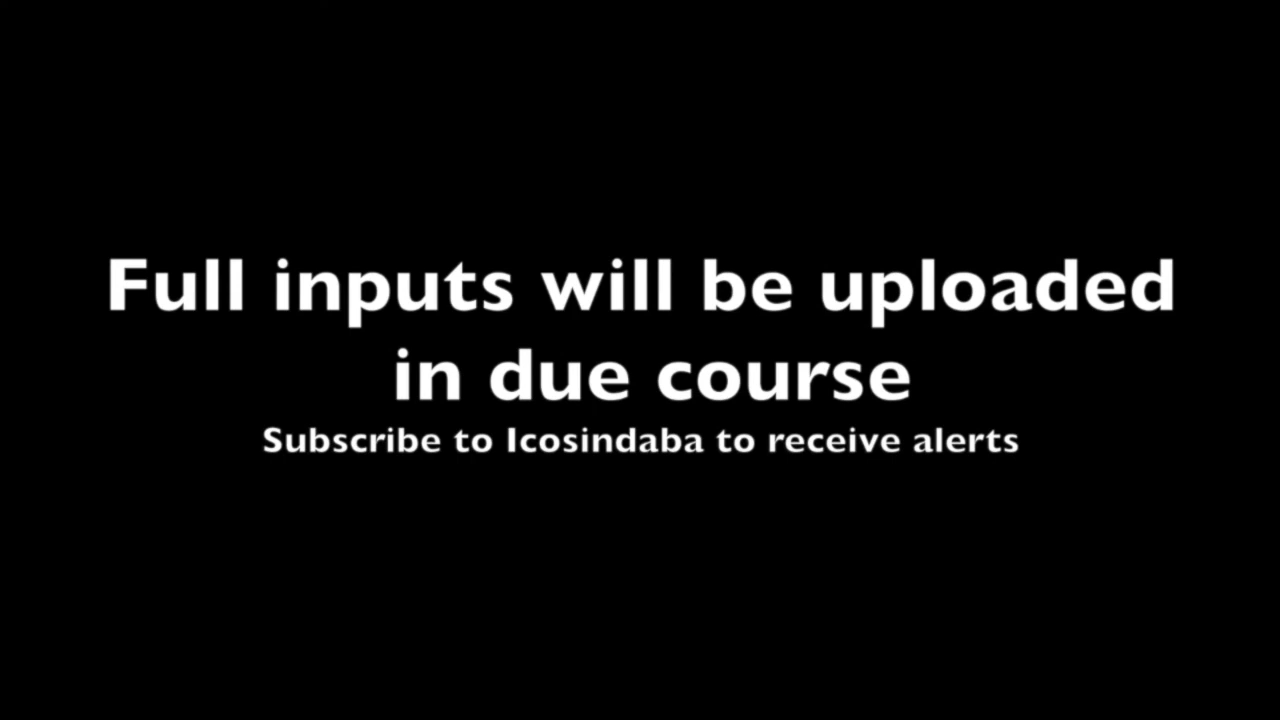 Full inputs will be uploaded
in due course
Subscribe to Icosindaba to receive alerts